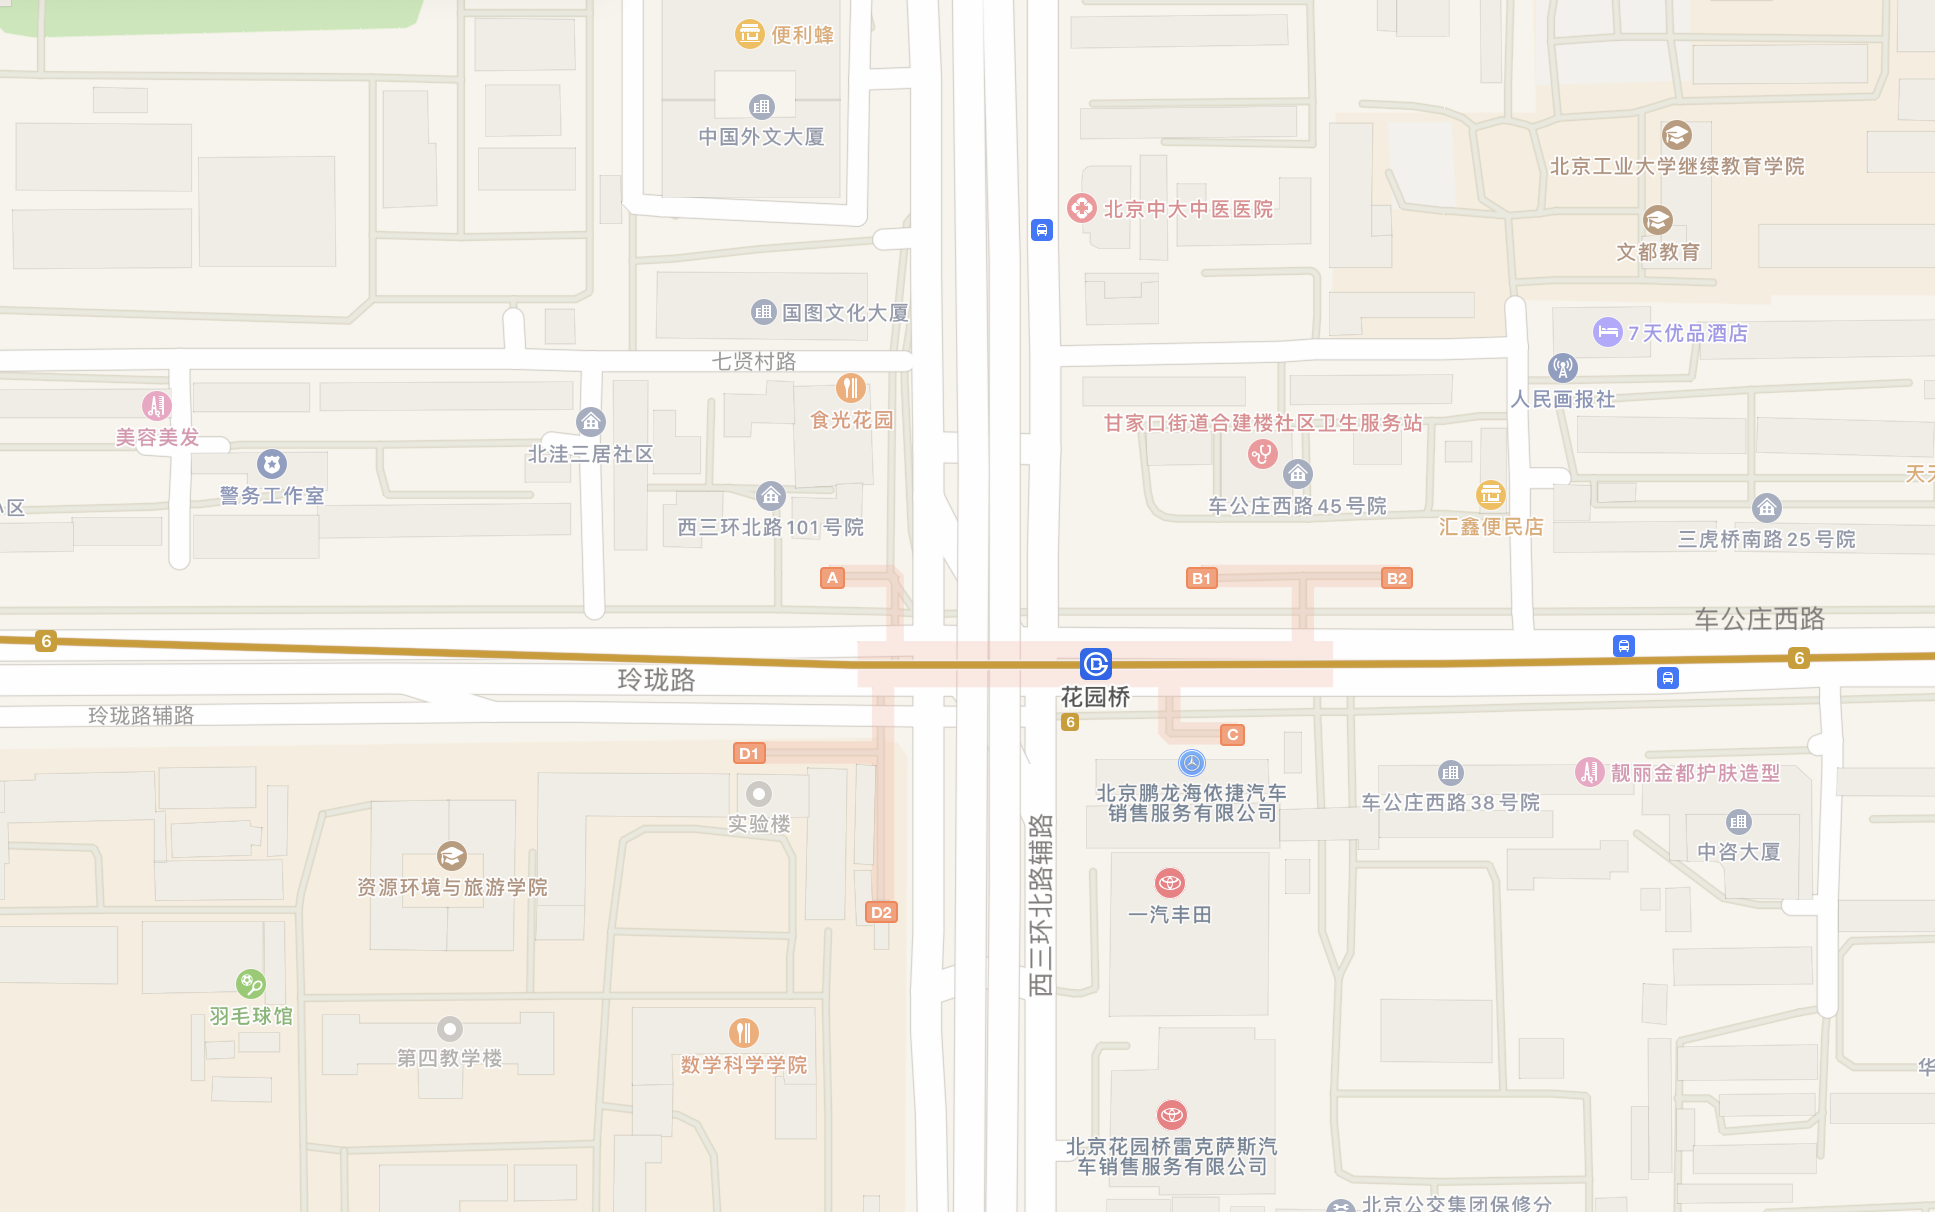 便利蜂
中国外文大厦
北京工业大学继续教育学院
北京中大中医医院
文都教育
国图文化大厦
7天优品酒店
七贤村路
人民画报社
食光花园
甘家口街道合建楼社区卫生服务站
美容美发
北洼三居社区
天天
警务工作室
小区
车公庄西路45号院
西三环北路101号院
汇鑫便民店
三虎桥南路25号院
A
B1
B2
车公庄西路
6
6
玲珑路
花园桥
6
玲珑路辅路
C
D1
北京鹏龙海依捷汽车
销售服务有限公司
靓丽金都护肤造型
车公庄西路38号院
实验楼
中咨大厦
西三环北路辅路
资源环境与旅游学院
D2
一汽丰田
羽毛球馆
第四教学楼
数学科学学院
华
北京花园桥雷克萨斯汽
车销售服务有限公司
北京公交集团保修分